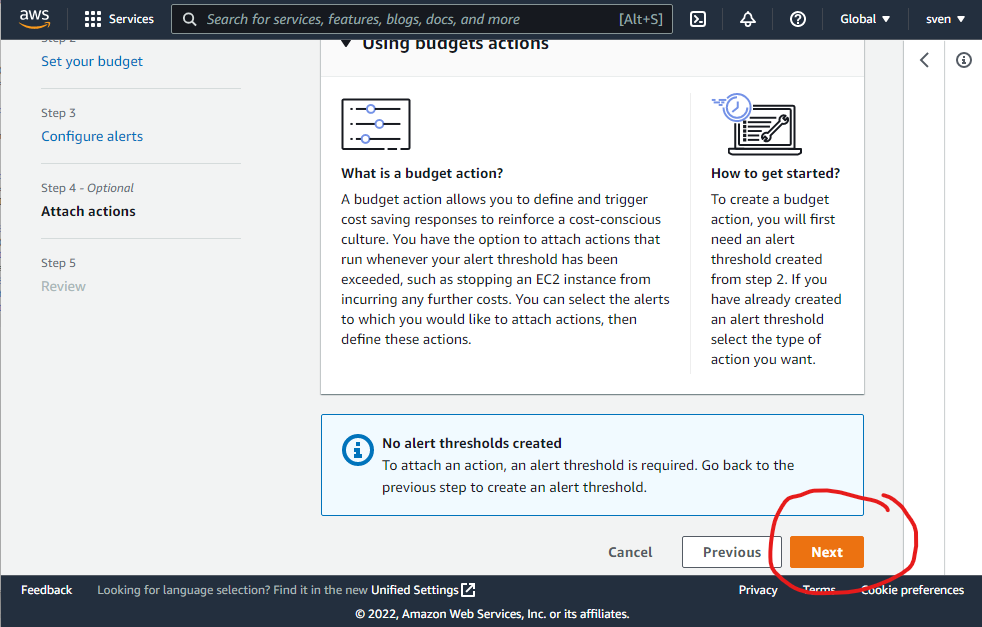 aws
Services
Search for services, features, blogs, docs, and more
[Alt+S]
Global
sven
Step 2
Set your budget
Step 3
Configure alerts
Step 4 - Optional
Attach actions
Step 5
Review
Using budgets actions
What is a budget action?
A budget action allows you to define and trigger
cost saving responses to reinforce a cost-conscious
culture. You have the option to attach actions that
run whenever your alert threshold has been
exceeded, such as stopping an EC2 instance from
incurring any further costs. You can select the alerts
to which you would like to attach actions, then
define these actions.
How to get started?
To create a budget
action, you will first
need an alert
threshold created
from step 2. If you
have already created
an alert threshold
select the type of
action you want.
No alert thresholds created
To attach an action, an alert threshold is required. Go back to the
previous step to create an alert threshold.
Cancel
Previous
Next
Feedback
Looking for language selection? Find it in the new Unified Settings
Privacy
Terms
Cookie preferences
© 2022, Amazon Web Services, Inc. or its affiliates.